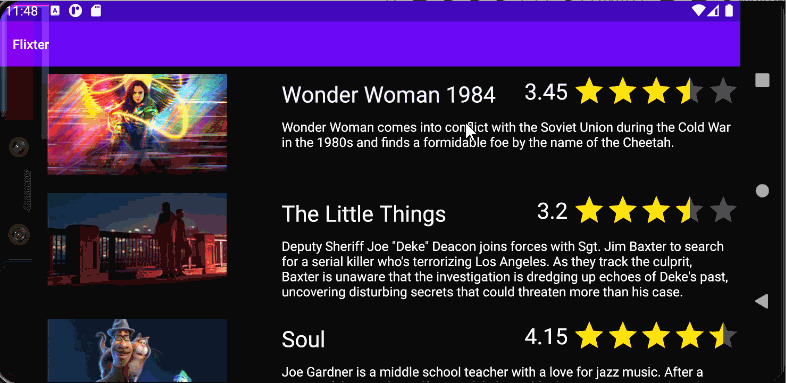 11:48
Flixter
Wonder Woman 1984 3.45
Wonder Woman comes into conflict with the Soviet Union during the Cold War
in the 1980s and finds a formidable foe by the name of the Cheetah.
The Little Things 3.2
Deputy Sheriff Joe "Deke" Deacon joins forces with Sgt. Jim Baxter to search
for a serial killer who's terrorizing Los Angeles. As they track the culprit,
Baxter is unaware that the investigation is dredging up echoes of Deke's past,
uncovering disturbing secrets that could threaten more than his case.
Soul 4.15
Joe Gardner is a middle school teacher with a love for jazz music. After a